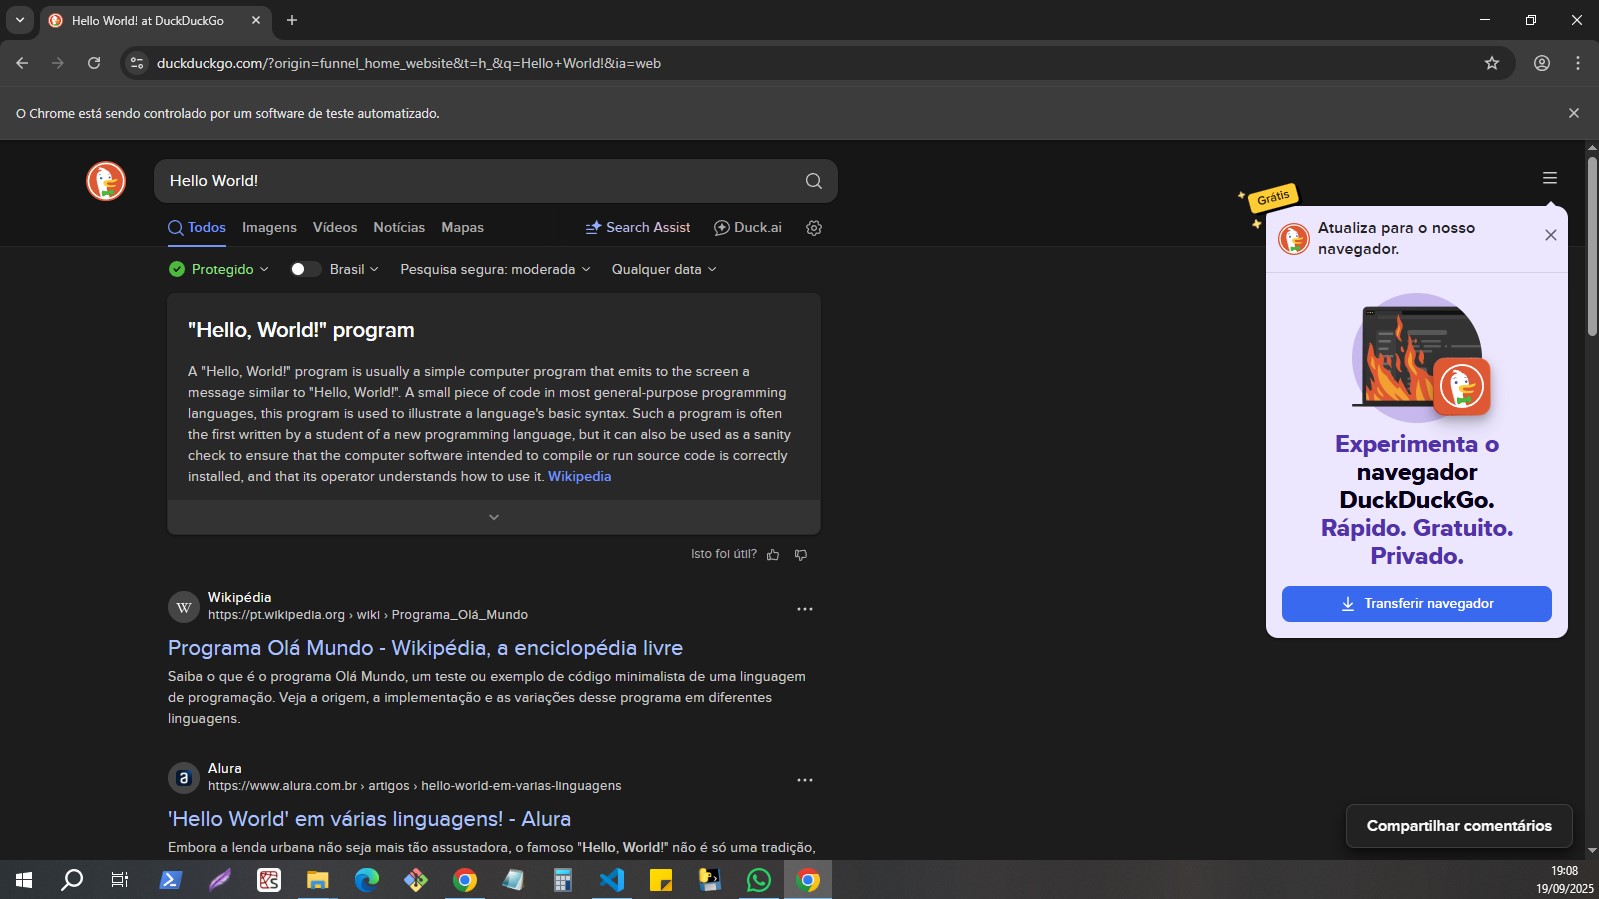 Hello World! at DuckDuckGo
duckduckgo.com/?origin=funnel_home_website&t=h_&q=Hello+World!&ia=web
O Chrome está sendo controlado por um software de teste automatizado.
Hello World!
Todos Imagens Vídeos Notícias Mapas Search Assist Duck.ai
Protegido Brasil Pesquisa segura: moderada Qualquer data
"Hello, World!" program
A "Hello, World!" program is usually a simple computer program that emits to the screen a
message similar to "Hello, World!". A small piece of code in most general-purpose programming
languages, this program is used to illustrate a language's basic syntax. Such a program is often
the first written by a student of a new programming language, but it can also be used as a sanity
check to ensure that the computer software intended to compile or run source code is correctly
installed, and that its operator understands how to use it. Wikipedia
Isto foi útil?
W
Wikipédia
https://pt.wikipedia.org › wiki › Programa_Olá_Mundo
Programa Olá Mundo - Wikipédia, a enciclopédia livre
Saiba o que é o programa Olá Mundo, um teste ou exemplo de código minimalista de uma linguagem
de programação. Veja a origem, a implementação e as variações desse programa em diferentes
linguagens.
a
Alura
https://www.alura.com.br › artigos › hello-world-em-varias-linguagens
'Hello World' em várias linguagens! - Alura
Embora a lenda urbana não seja mais tão assustadora, o famoso "Hello, World!" não é só uma tradição,
Grátis
Atualiza para o nosso
navegador.
Experimenta o
navegador
DuckDuckGo.
Rápido. Gratuito.
Privado.
Transferir navegador
Compartilhar comentários
19:08
19/09/2025